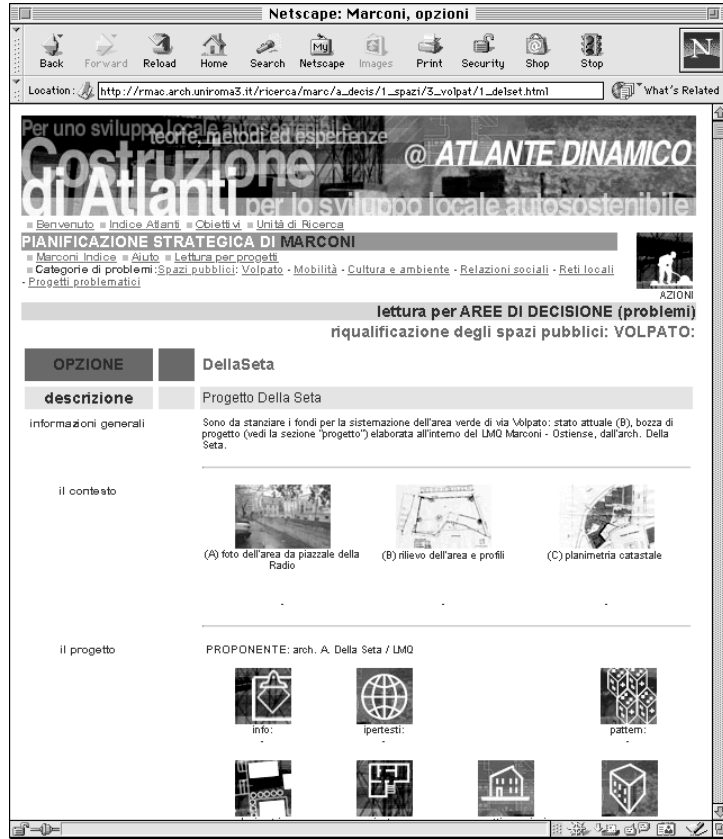 Netscape: Marconi, opzioni
Back Forward Reload Home Search Netscape Images Print Security Shop Stop
My
N
Location: http://rmac.arch.uniroma3.it/ricerca/marc/a_decis/1_spazi/3_volpat/1_delset.html What's Related
Per uno sviluppo locale autosostenibile
teorie, metodi ed esperienze
Costruzione @ ATLANTE DINAMICO
di Atlanti per lo sviluppo locale autosostenibile
Benvenuto Indice Atlanti Obiettivi Unità di Ricerca
PIANIFICAZIONE STRATEGICA DI MARCONI
Marconi Indice Aiuto Lettura per progetti
Categorie di problemi: Spazi pubblici: Volpato - Mobilità - Cultura e ambiente - Relazioni sociali - Reti locali
- Progetti problematici
AZIONI
lettura per AREE DI DECISIONE (problemi)
riqualificazione degli spazi pubblici: VOLPATO:
OPZIONE DellaSeta
descrizione Progetto Della Seta
informazioni generali Sono da stanziare i fondi per la sistemazione dell'area verde di via Volpato: stato attuale (B), bozza di
progetto (vedi la sezione "progetto") elaborata all'interno del LMQ Marconi - Ostiense, dall'arch. Della
Seta.
il contesto
(A) foto dell'area da piazzale della
Radio
(B) rilievo dell'area e profili
(C) planimetria catastale
- - -
il progetto PROPONENTE: arch. A. Della Seta / LMQ
info: ipertesti: pattern:
- - -